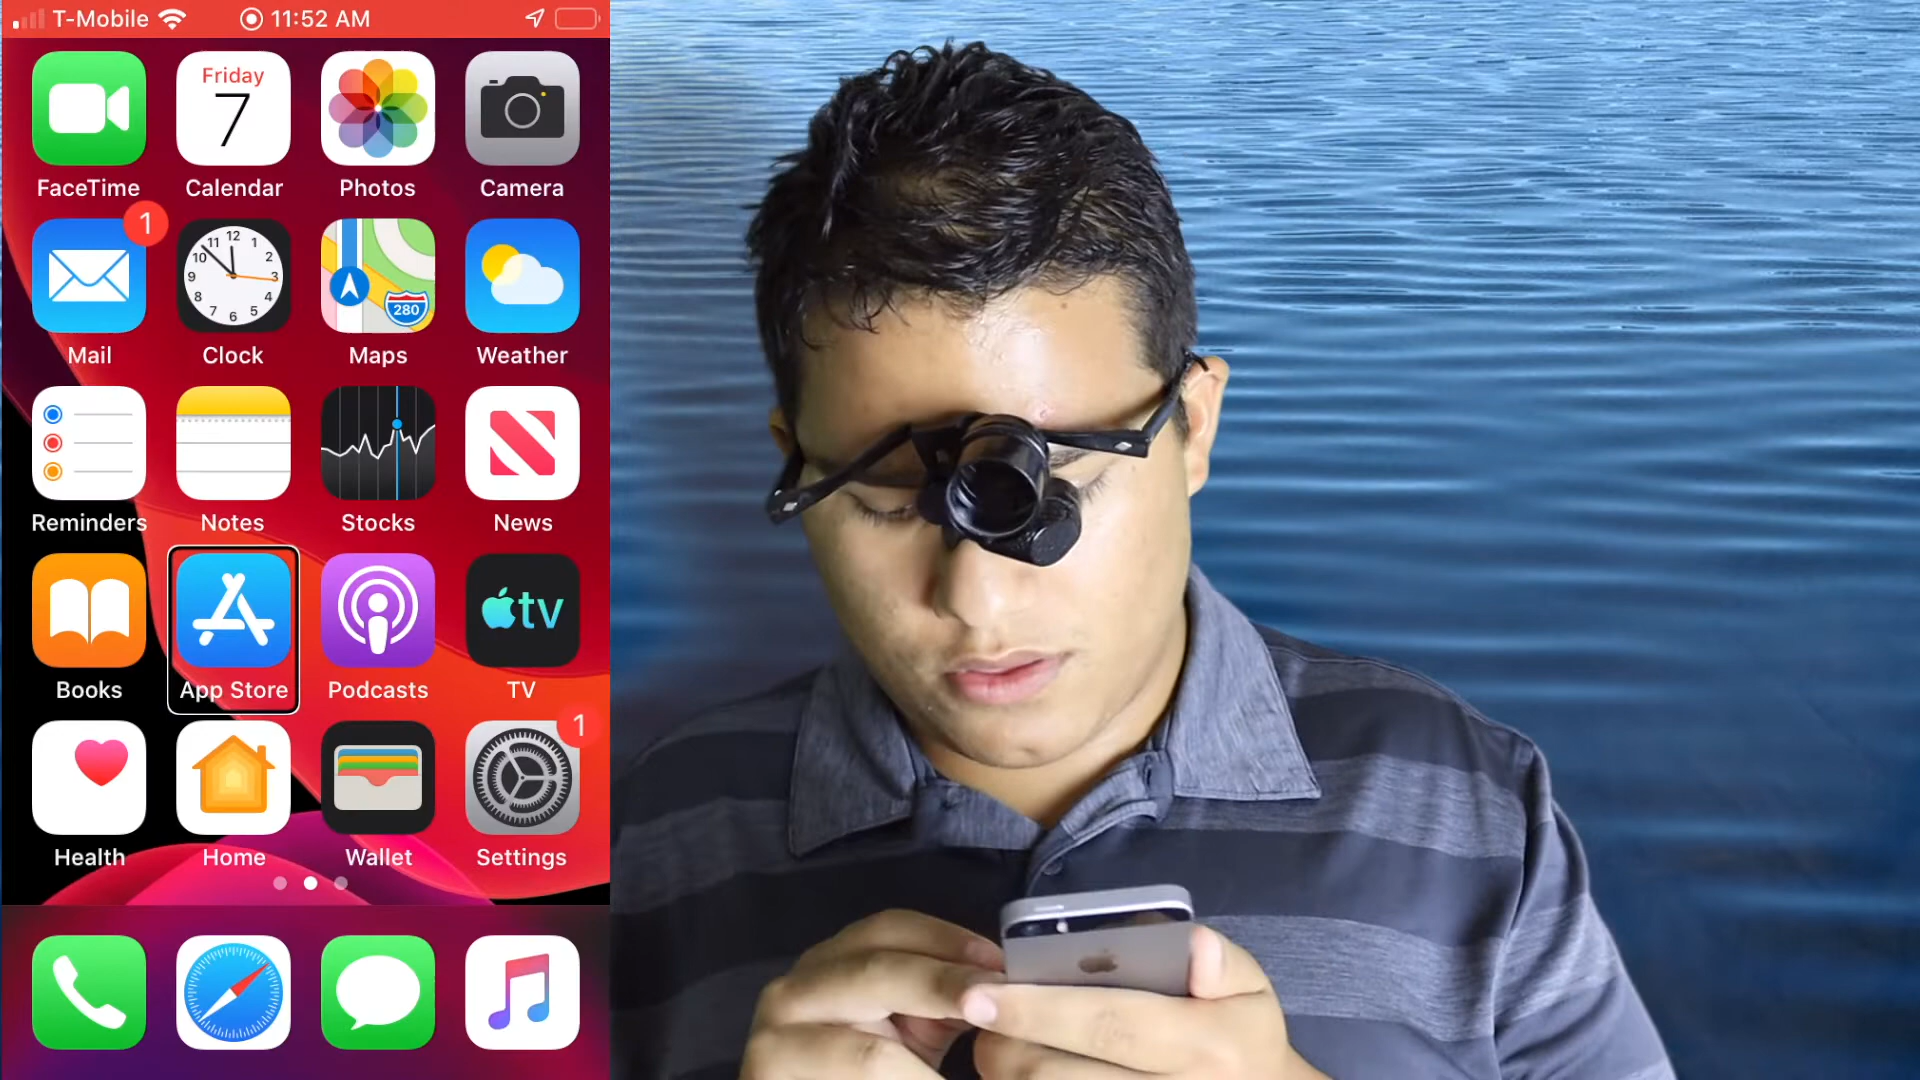 T-Mobile 11:52 AM
Friday
7
FaceTime Calendar Photos Camera
1
12 1 2 3 4 5 6 7 8 9 10 11
280
Mail Clock Maps Weather
Reminders Notes Stocks News
tv
Books App Store Podcasts TV
1
Health Home Wallet Settings